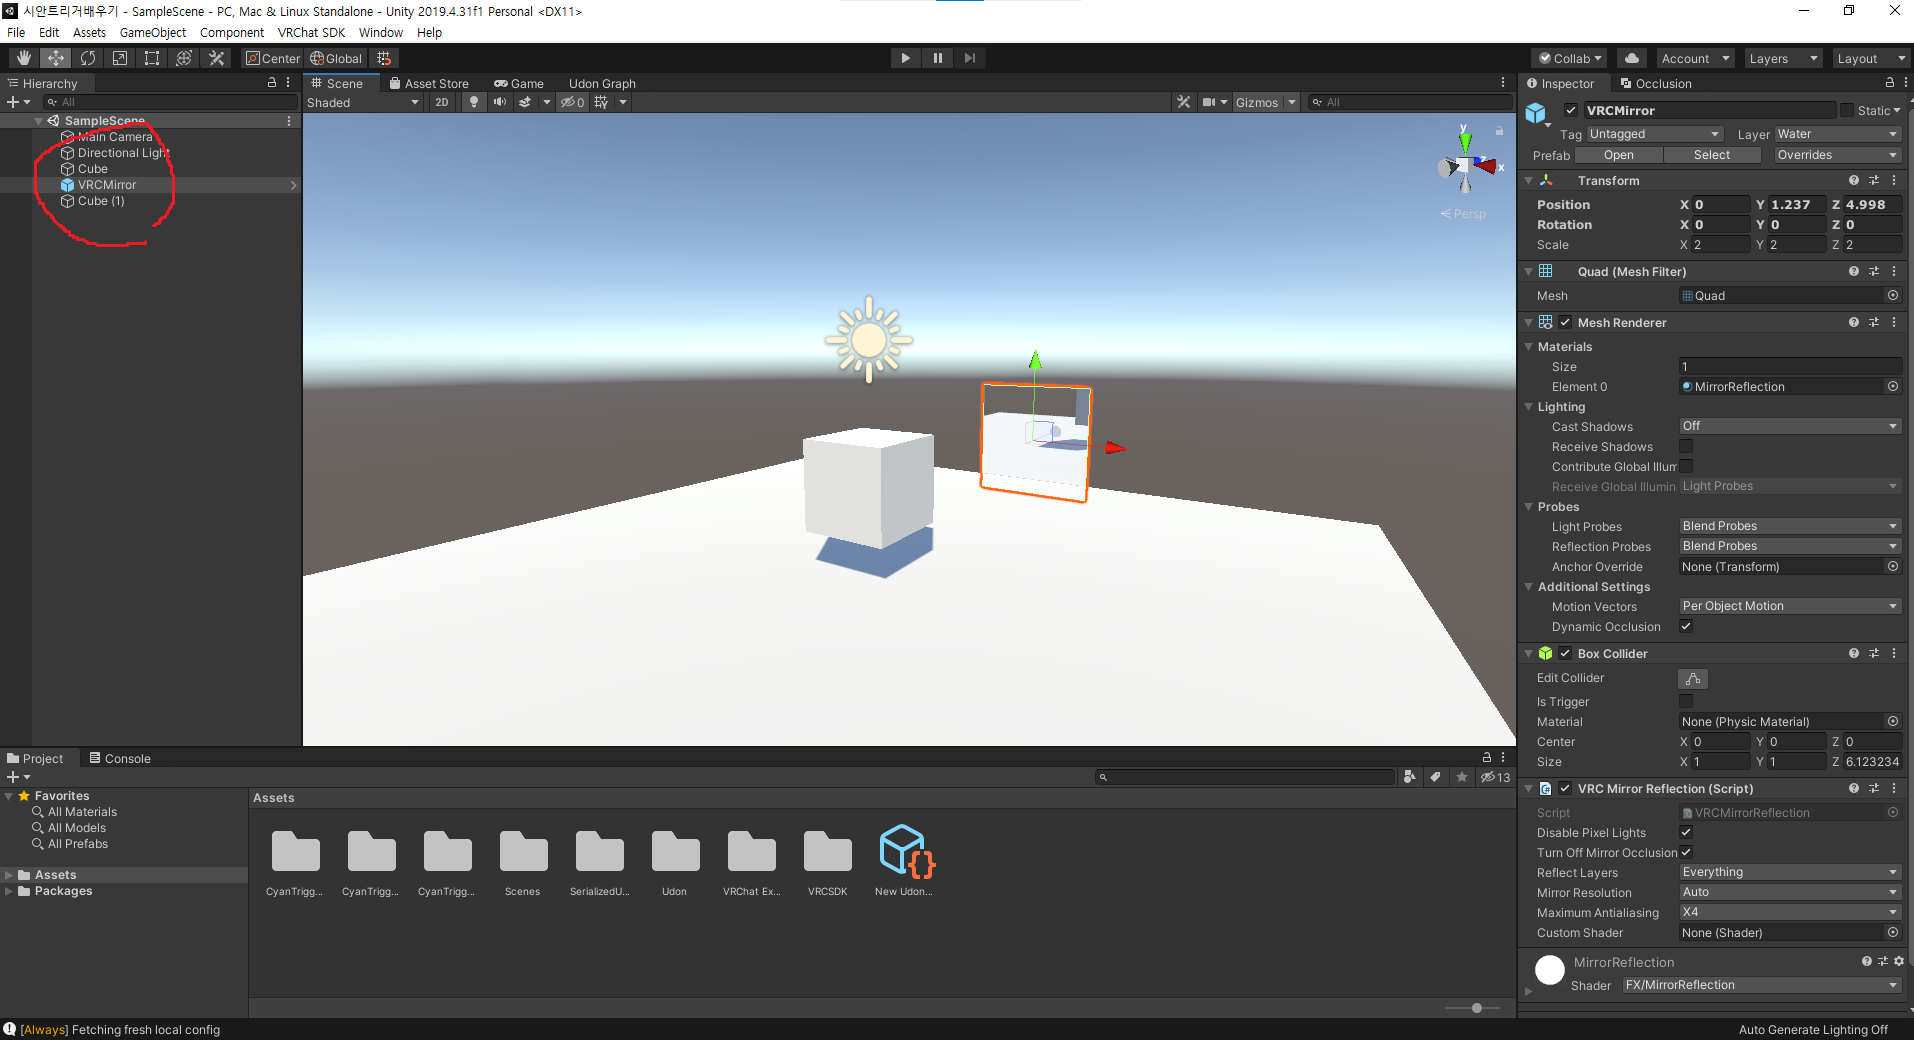 시안트리거배우기 - SampleScene - PC, Mac & Linux Standalone - Unity 2019.4.31f1 Personal <DX11>
File Edit Assets GameObject Component VRChat SDK Window Help
Center Global Collab Account Layers Layout
Hierarchy
All
SampleScene
Main Camera
Directional Light
Cube
VRCMirror
Cube (1)
Scene Asset Store Game Udon Graph
Shaded 2D 0 Gizmos All
y
x
z
Persp
Inspector Occlusion
VRCMirror Static
Tag Untagged Layer Water
Prefab Open Select Overrides
Transform
Position X 0 Y 1.237 Z 4.998
Rotation X 0 Y 0 Z 0
Scale X 2 Y 2 Z 2
Quad (Mesh Filter)
Mesh Quad
Mesh Renderer
Materials
Size 1
Element 0 MirrorReflection
Lighting
Cast Shadows Off
Receive Shadows
Contribute Global Illum
Receive Global Illumin Light Probes
Probes
Light Probes Blend Probes
Reflection Probes Blend Probes
Anchor Override None (Transform)
Additional Settings
Motion Vectors Per Object Motion
Dynamic Occlusion
Box Collider
Edit Collider
Is Trigger
Material None (Physic Material)
Center X 0 Y 0 Z 0
Size X 1 Y 1 Z 6.123234
VRC Mirror Reflection (Script)
Script VRCMirrorReflection
Disable Pixel Lights
Turn Off Mirror Occlusion
Reflect Layers Everything
Mirror Resolution Auto
Maximum Antialiasing X4
Custom Shader None (Shader)
MirrorReflection
Shader FX/MirrorReflection
Project Console
13
Favorites
All Materials
All Models
All Prefabs
Assets
Packages
Assets
CyanTrigg... CyanTrigg... CyanTrigg... Scenes SerializedU... Udon VRChat Ex... VRCSDK New Udon...
[Always] Fetching fresh local config
Auto Generate Lighting Off